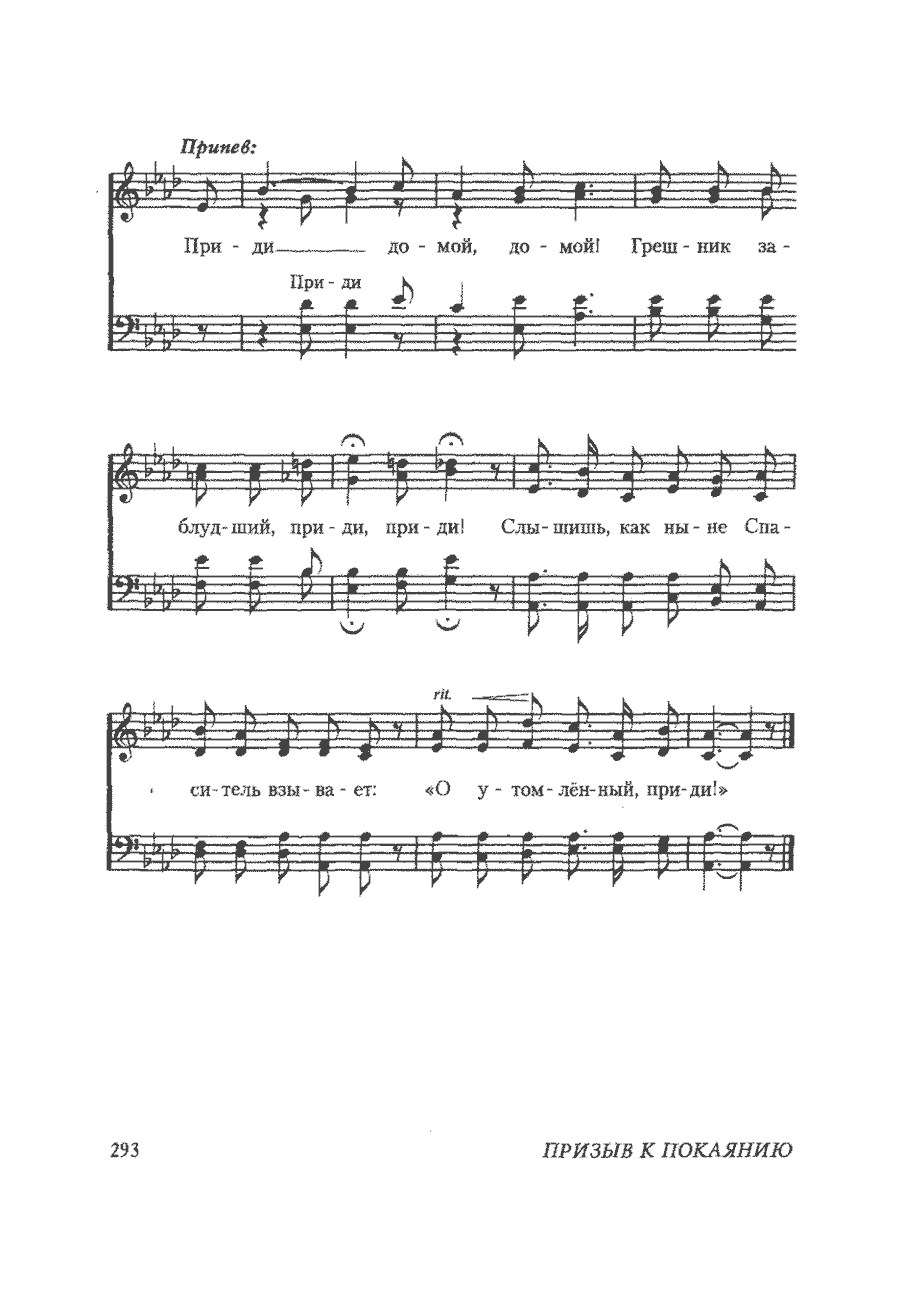 Припев:
При - ди________ до - мой, до - мой! Греш - ник за -
При - ди
блуд - ший, при - ди, при - ди! Слы - шишь, как ны - не Спа -
rit.
си - тель взы - ва - ет: «О у - том - лён - ный, при - ди!»
293 ПРИЗЫВ К ПОКАЯНИЮ